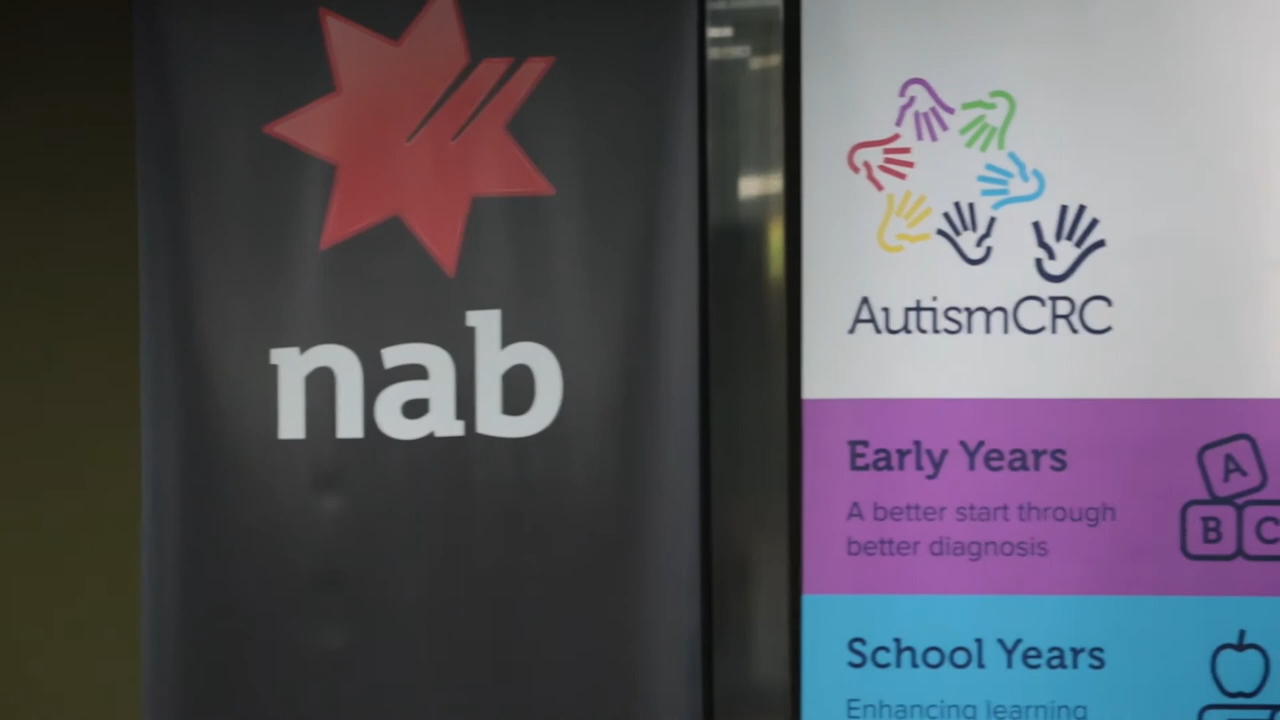 nab
AutismCRC
Early Years
A better start through
better diagnosis
A
B C
School Years
Enhancing learning